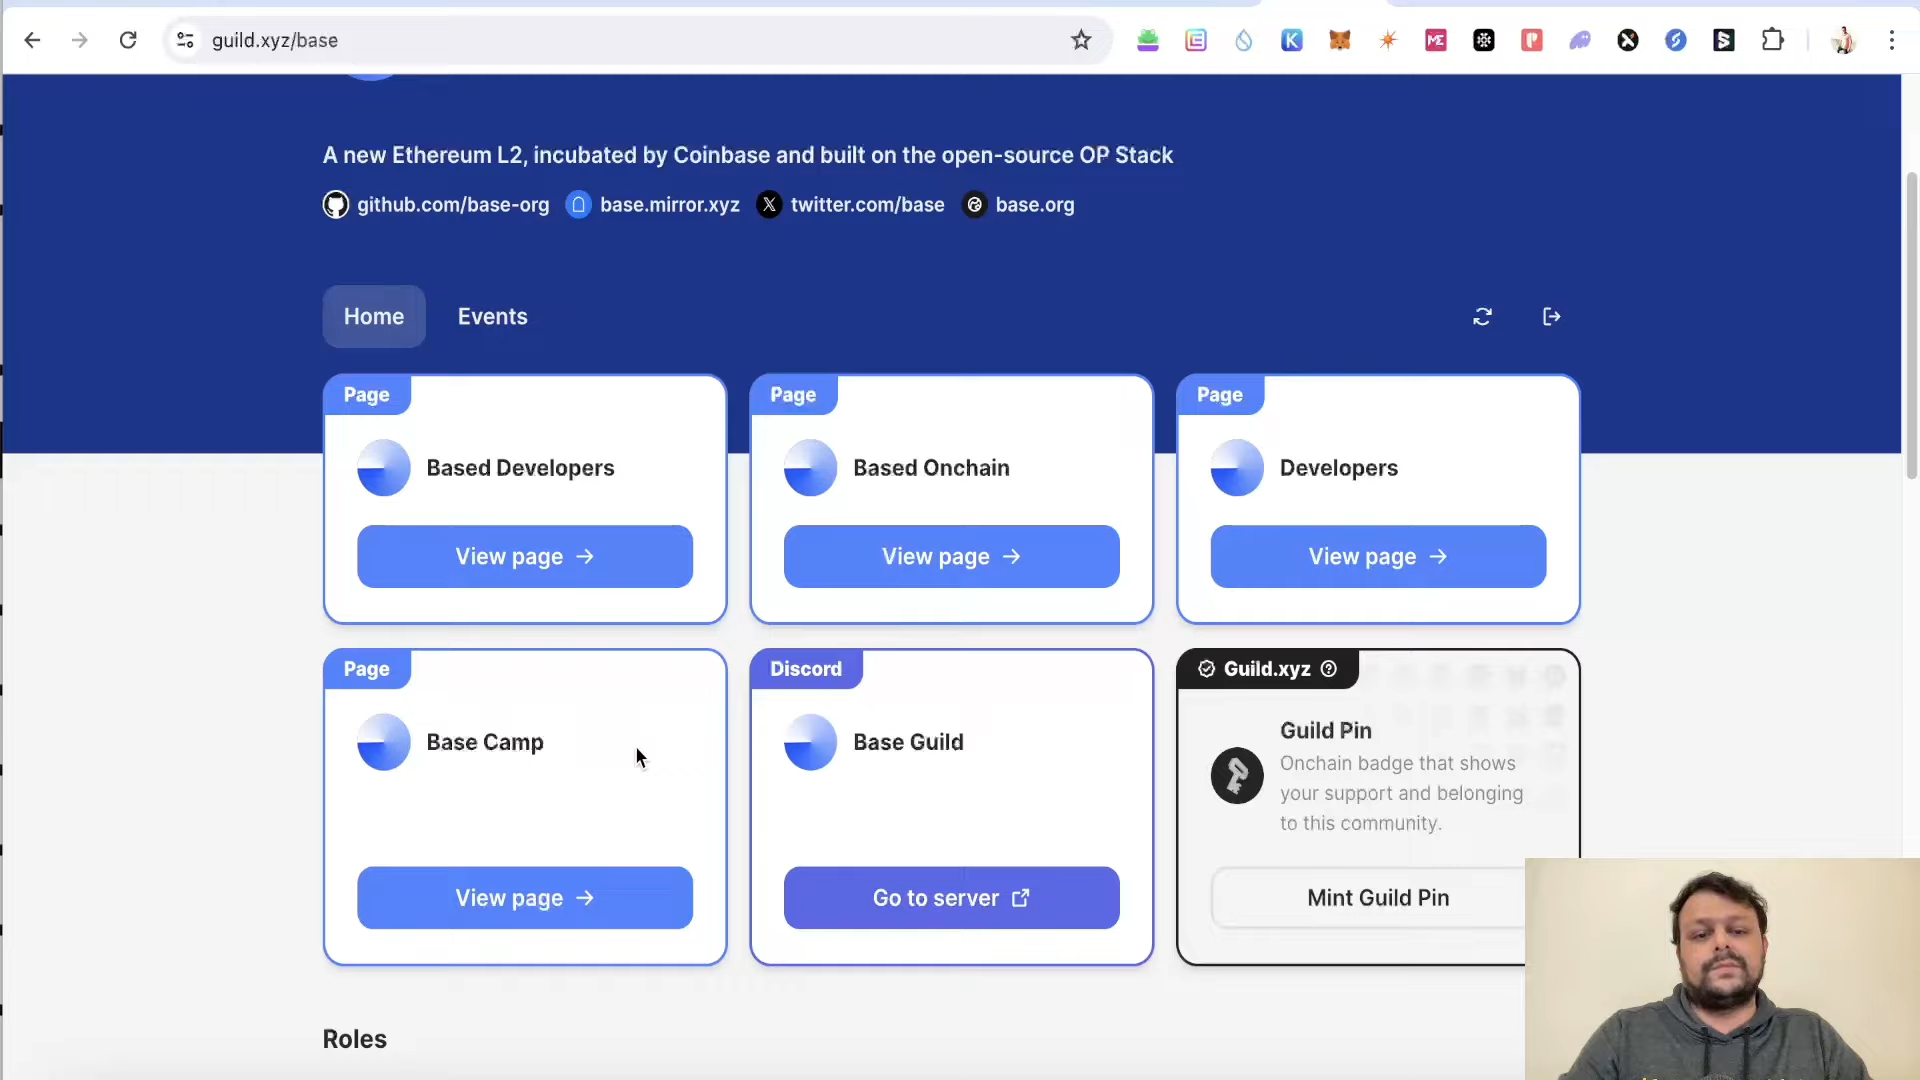 guild.xyz/base
A new Ethereum L2, incubated by Coinbase and built on the open-source OP Stack
github.com/base-org base.mirror.xyz twitter.com/base base.org
Home Events
Page Page Page
Based Developers Based Onchain Developers
View page → View page → View page →
Page Discord Guild.xyz
Base Camp Base Guild Guild Pin
Onchain badge that shows
your support and belonging
to this community.
View page → Go to server Mint Guild Pin
Roles